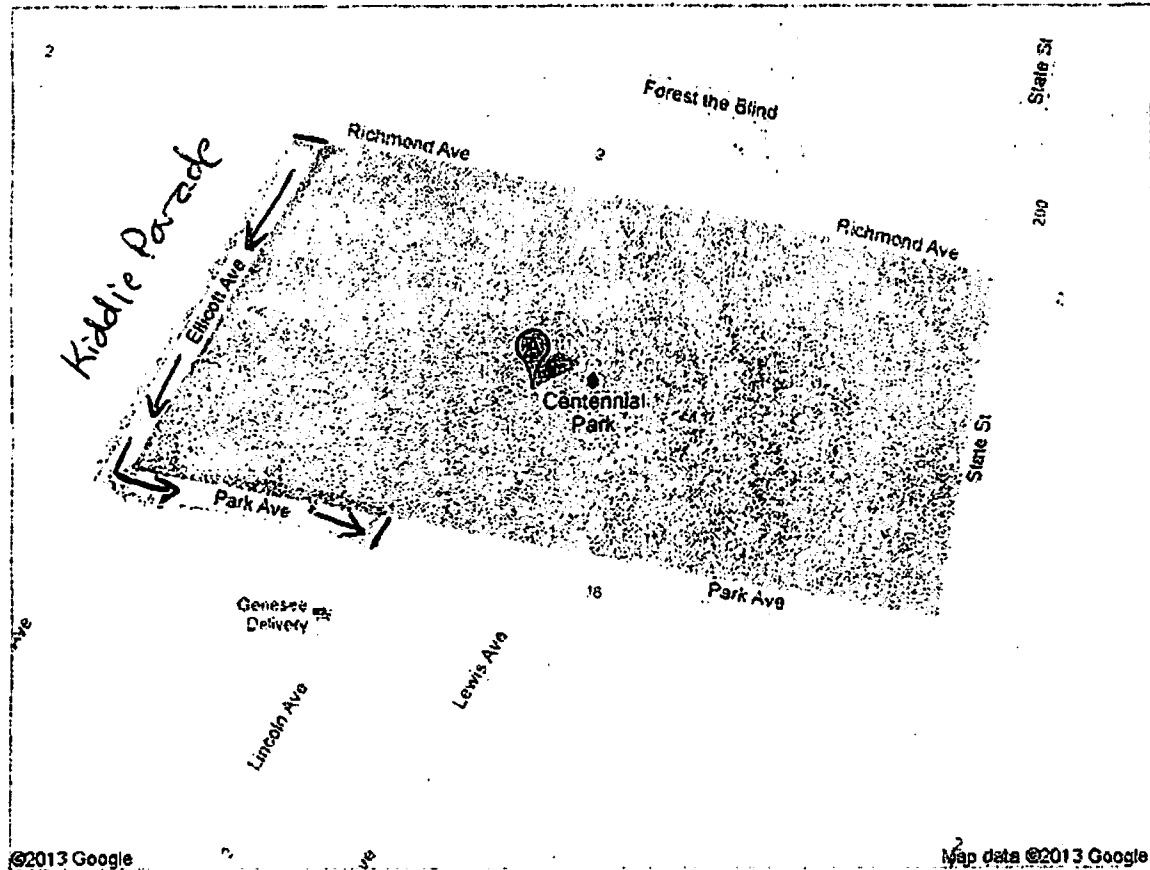 2
State St
Forest the Blind
Richmond Ave
2
Kiddie Parade
200
Richmond Ave
Ellicott Ave
A
Centennial
Park
State St
Park Ave
18
Park Ave
Genesee
Delivery
Ave
Lewis Ave
Lincoln Ave
©2013 Google
Map data ©2013 Google